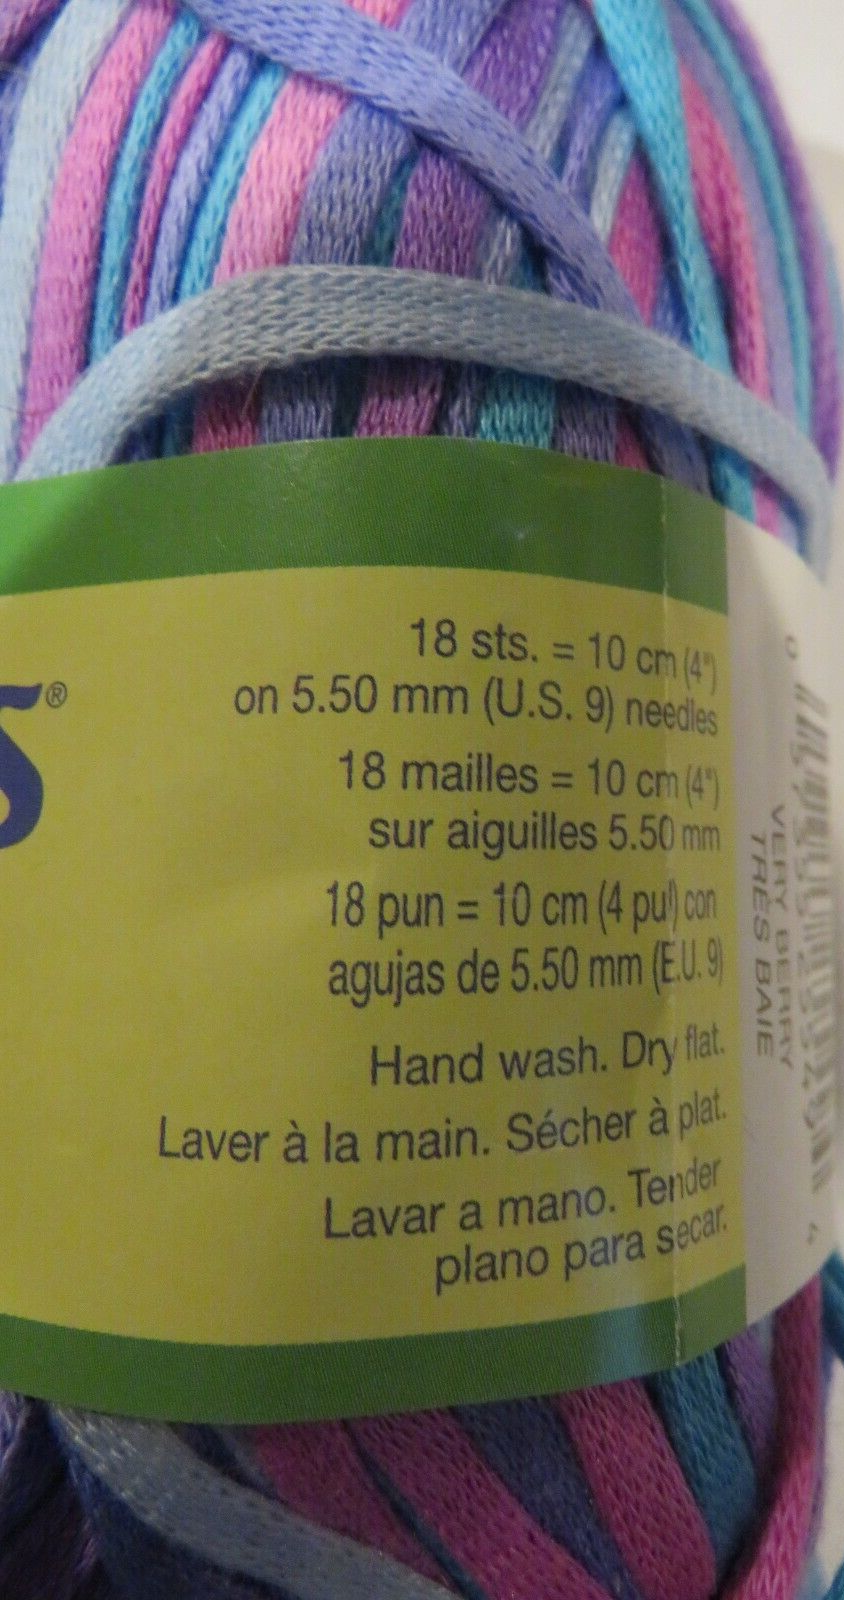 S®
18 sts. = 10 cm (4")
on 5.50 mm (U.S. 9) needles
18 mailles = 10 cm (4")
sur aiguilles 5.50 mm
18 pun = 10 cm (4 pul) con
agujas de 5.50 mm (E.U. 9)
Hand wash. Dry flat.
Laver à la main. Sécher à plat.
Lavar a mano. Tender
plano para secar.
VERY BERRY
TRÈS BAIE